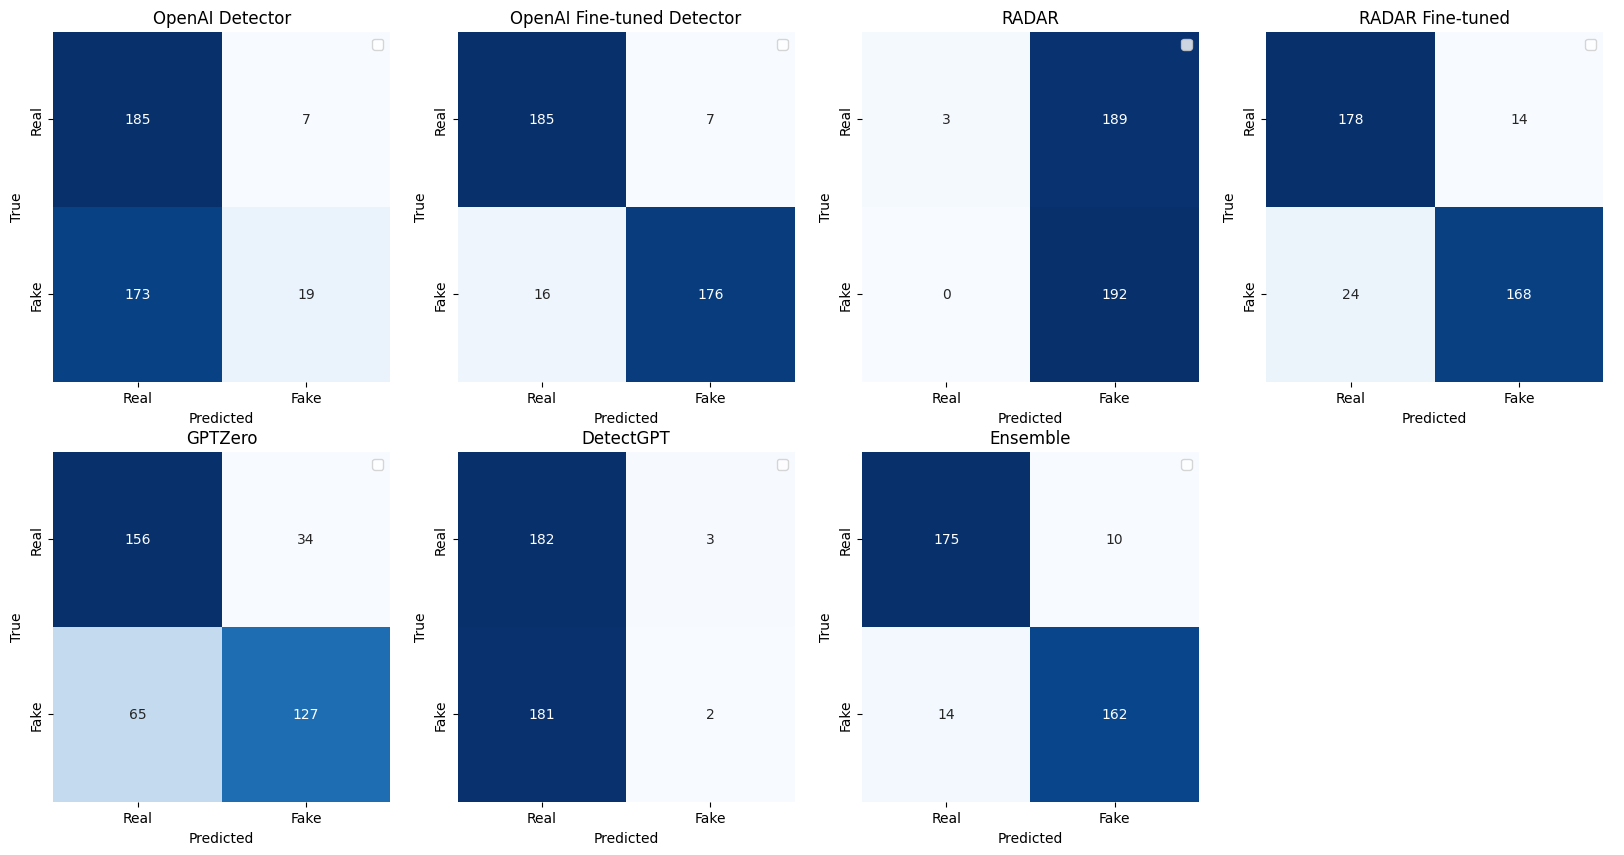 OpenAI Detector
Real
185
7
True
Fake
173
19
Real
Fake
Predicted
OpenAI Fine-tuned Detector
Real
185
7
True
Fake
16
176
Real
Fake
Predicted
RADAR
Real
3
189
True
Fake
0
192
Real
Fake
Predicted
RADAR Fine-tuned
Real
178
14
True
Fake
24
168
Real
Fake
Predicted
GPTZero
Real
156
34
True
Fake
65
127
Real
Fake
Predicted
DetectGPT
Real
182
3
True
Fake
181
2
Real
Fake
Predicted
Ensemble
Real
175
10
True
Fake
14
162
Real
Fake
Predicted